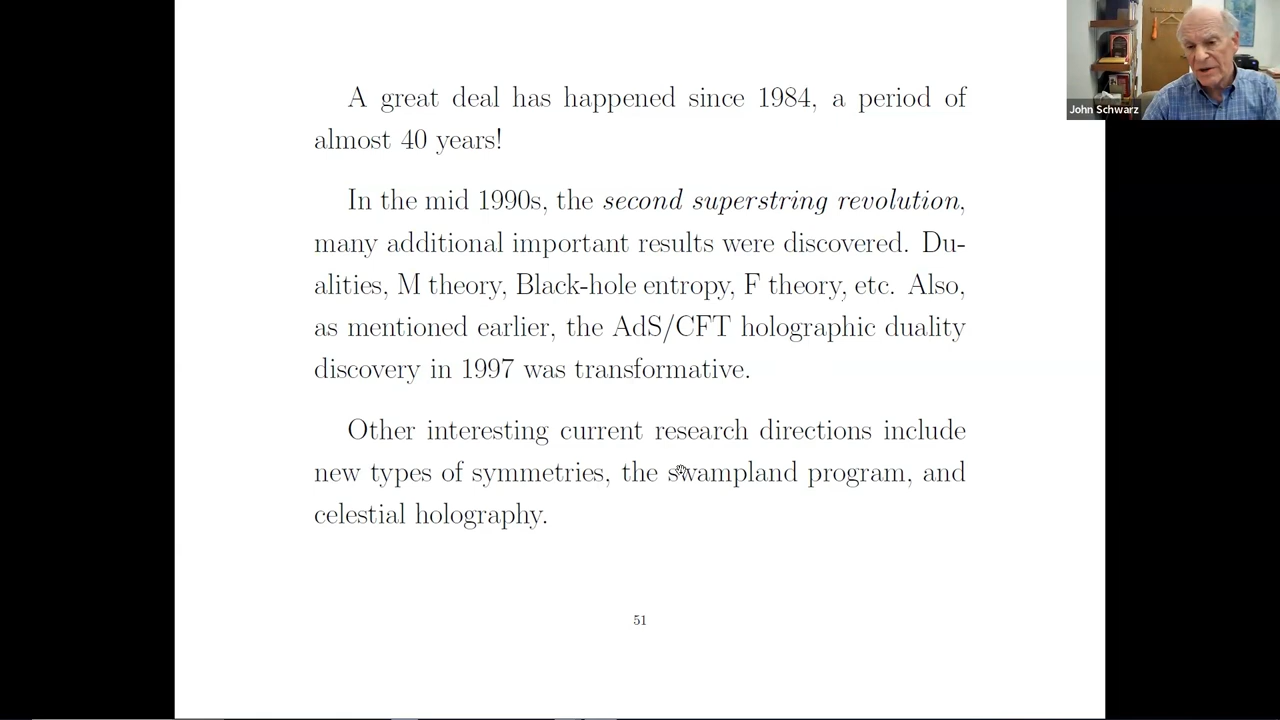 A great deal has happened since 1984, a period of
almost 40 years!
In the mid 1990s, the second superstring revolution,
many additional important results were discovered. Du-
alities, M theory, Black-hole entropy, F theory, etc. Also,
as mentioned earlier, the AdS/CFT holographic duality
discovery in 1997 was transformative.
Other interesting current research directions include
new types of symmetries, the swampland program, and
celestial holography.
51
John Schwarz